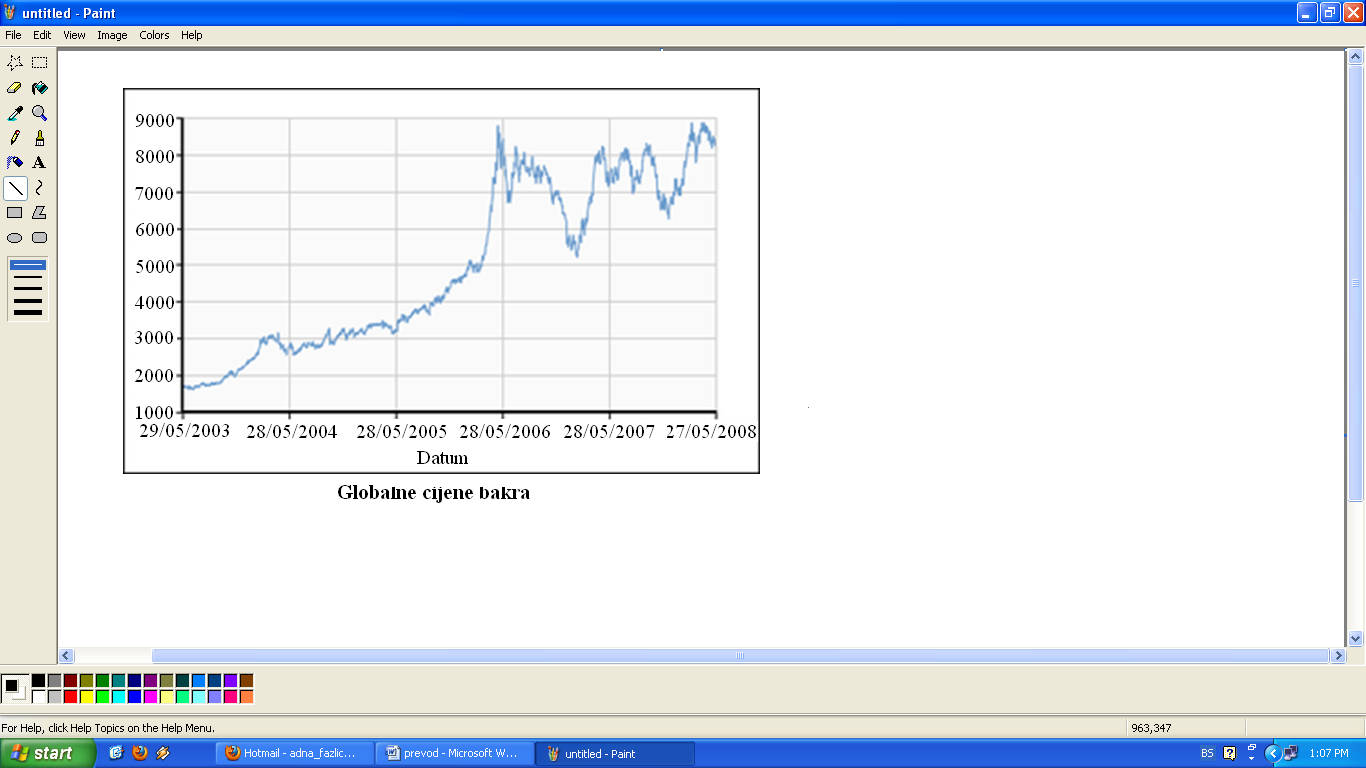 untitled - Paint
File Edit View Image Colors Help
9000
8000
7000
6000
5000
4000
3000
2000
1000
29/05/2003 28/05/2004 28/05/2005 28/05/2006 28/05/2007 27/05/2008
Datum
Globalne cijene bakra
For Help, click Help Topics on the Help Menu.
963,347
start
Hotmail - adna_fazlic...
prevod - Microsoft W...
untitled - Paint
BS
1:07 PM